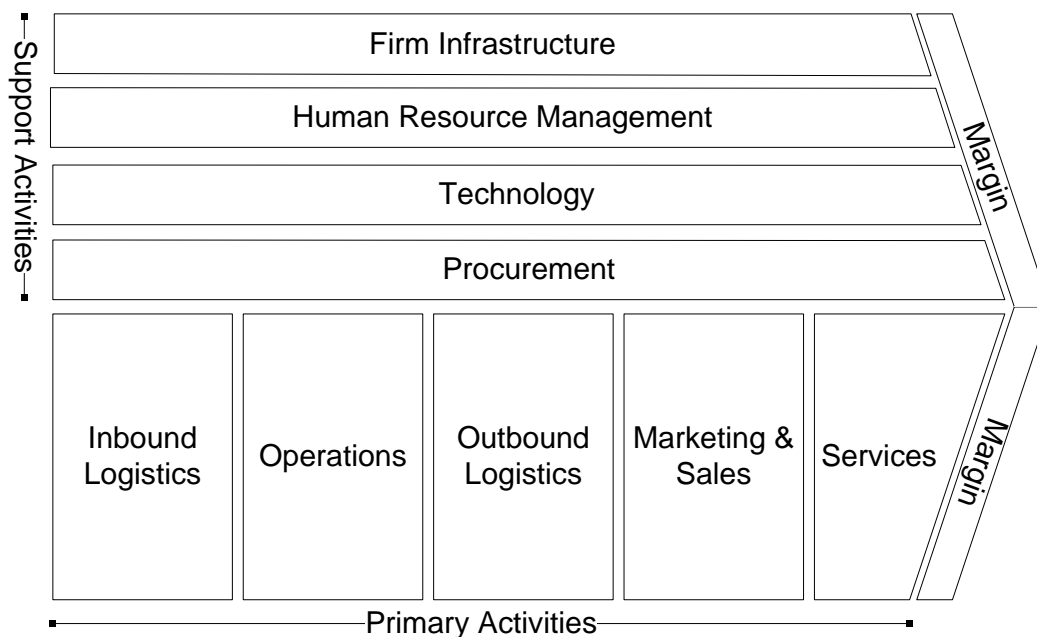 Support Activities
Firm Infrastructure
Human Resource Management
Technology
Procurement
Margin
Inbound
Logistics
Operations
Outbound
Logistics
Marketing &
Sales
Services
Margin
Primary Activities